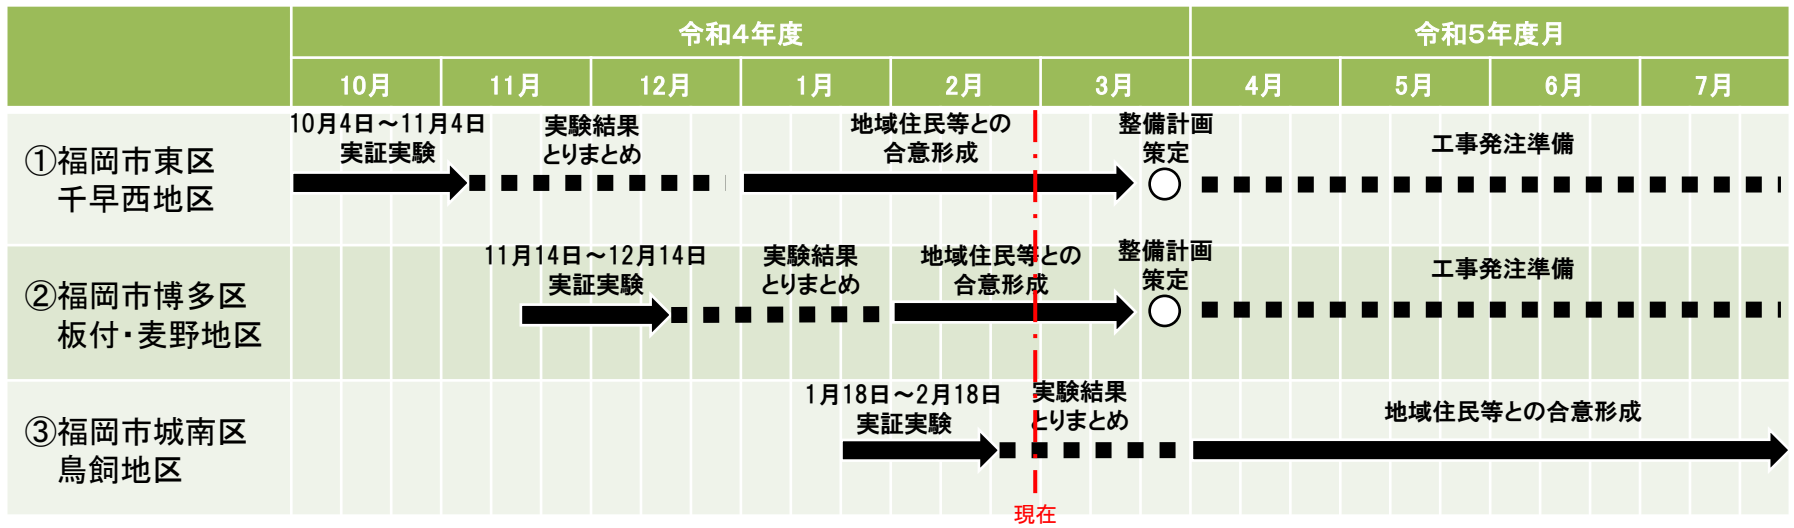 令和4年度
令和5年度月
10月
11月
12月
1月
2月
3月
4月
5月
6月
7月
①福岡市東区
千早西地区
10月4日～11月4日
実証実験
実験結果
とりまとめ
地域住民等との
合意形成
整備計画
策定
工事発注準備
②福岡市博多区
板付・麦野地区
11月14日～12月14日
実証実験
実験結果
とりまとめ
地域住民等との
合意形成
整備計画
策定
工事発注準備
③福岡市城南区
鳥飼地区
1月18日～2月18日
実証実験
実験結果
とりまとめ
地域住民等との合意形成
現在